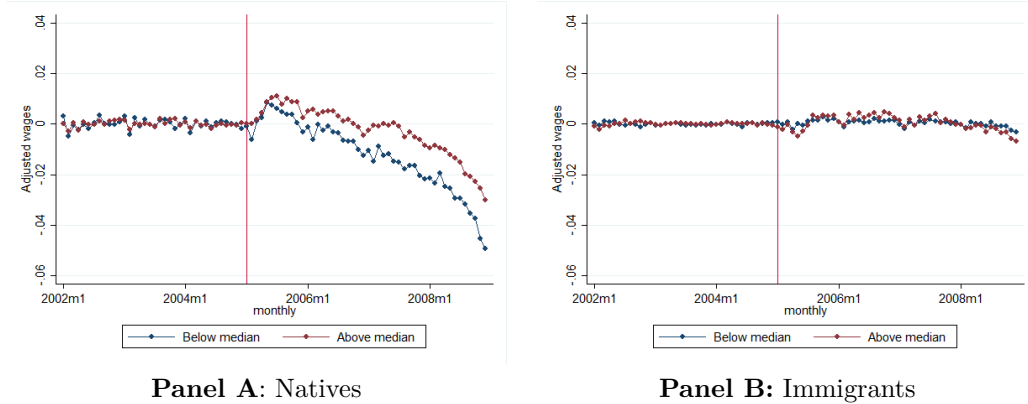 .04
.02
0
-.02
-.04
-.06
Adjusted wages
2002m1 2004m1 2006m1 2008m1
monthly
Below median Above median
Panel A: Natives
.04
.02
0
-.02
-.04
-.06
Adjusted wages
2002m1 2004m1 2006m1 2008m1
monthly
Below median Above median
Panel B: Immigrants